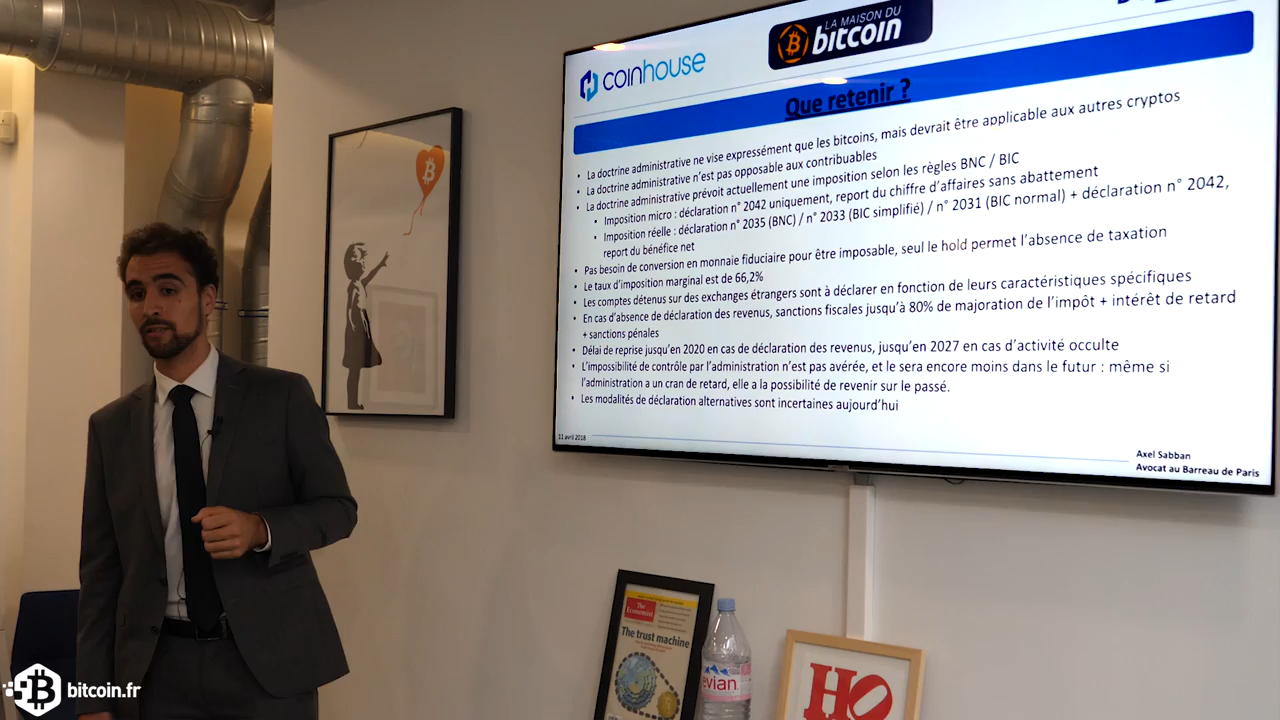 coinhouse
LA MAISON DU
bitcoin
Que retenir ?
• La doctrine administrative ne vise expressément que les bitcoins, mais devrait être applicable aux autres cryptos
• La doctrine administrative n'est pas opposable aux contribuables
• La doctrine administrative prévoit actuellement une imposition selon les règles BNC / BIC
• Imposition micro : déclaration n° 2042 uniquement, report du chiffre d'affaires sans abattement
• Imposition réelle : déclaration n° 2035 (BNC) / n° 2033 (BIC simplifié) / n° 2031 (BIC normal) + déclaration n° 2042,
report du bénéfice net
• Pas besoin de conversion en monnaie fiduciaire pour être imposable, seul le hold permet l'absence de taxation
• Le taux d'imposition marginal est de 66,2%
• Les comptes détenus sur des exchanges étrangers sont à déclarer en fonction de leurs caractéristiques spécifiques
• En cas d'absence de déclaration des revenus, sanctions fiscales jusqu'à 80% de majoration de l'impôt + intérêt de retard
+ sanctions pénales
• Délai de reprise jusqu'en 2020 en cas de déclaration des revenus, jusqu'en 2027 en cas d'activité occulte
• L'impossibilité de contrôle par l'administration n'est pas avérée, et le sera encore moins dans le futur : même si
l'administration a un cran de retard, elle a la possibilité de revenir sur le passé.
• Les modalités de déclaration alternatives sont incertaines aujourd'hui
11 avril 2018
Axel Sabban
Avocat au Barreau de Paris
The
Economist
The trust machine
evian
HO
bitcoin.fr